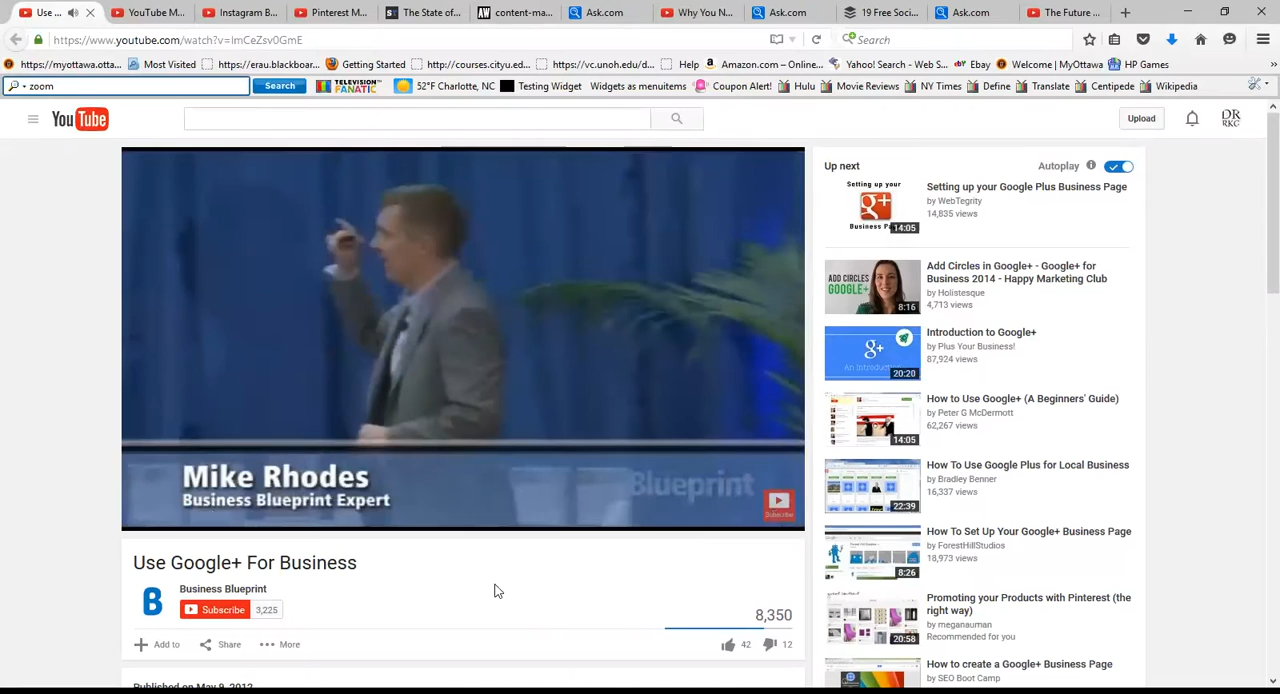 Use ...
YouTube M...
Instagram B...
Pinterest M...
The State of...
content-ma...
Ask.com
Why You N...
Ask.com
19 Free Soci...
Ask.com
The Future ...
https://www.youtube.com/watch?v=ImCeZsv0GmE
Search
https://myottawa.otta...
Most Visited
https://erau.blackboar...
Getting Started
http://courses.cityu.ed...
https://vc.unoh.edu/d...
Help
Amazon.com – Online...
Yahoo! Search - Web S...
Ebay
Welcome | MyOttawa
HP Games
zoom
Search
TELEVISION FANATIC
52°F Charlotte, NC
Testing Widget
Widgets as menuitems
Coupon Alert!
Hulu
Movie Reviews
NY Times
Define
Translate
Centipede
Wikipedia
YouTube
Upload
DR
RKC
Mike Rhodes
Business Blueprint Expert
Blueprint
Subscribe
Use Google+ For Business
Business Blueprint
Subscribe 3,225
8,350
Add to
Share
More
42
12
Published on May 9, 2012
Up next
Autoplay
Setting up your
g+
14:05
Setting up your Google Plus Business Page
by WebTegrity
14,835 views
ADD CIRCLES
GOOGLE+
8:16
Add Circles in Google+ - Google+ for
Business 2014 - Happy Marketing Club
by Holistesque
4,713 views
g+
An Introduc
20:20
Introduction to Google+
by Plus Your Business!
87,924 views
14:05
How to Use Google+ (A Beginners' Guide)
by Peter G McDermott
62,267 views
22:39
How To Use Google Plus for Local Business
by Bradley Benner
16,337 views
8:26
How To Set Up Your Google+ Business Page
by ForestHillStudios
18,973 views
20:58
Promoting your Products with Pinterest (the
right way)
by meganauman
Recommended for you
How to create a Google+ Business Page
by SEO Boot Camp